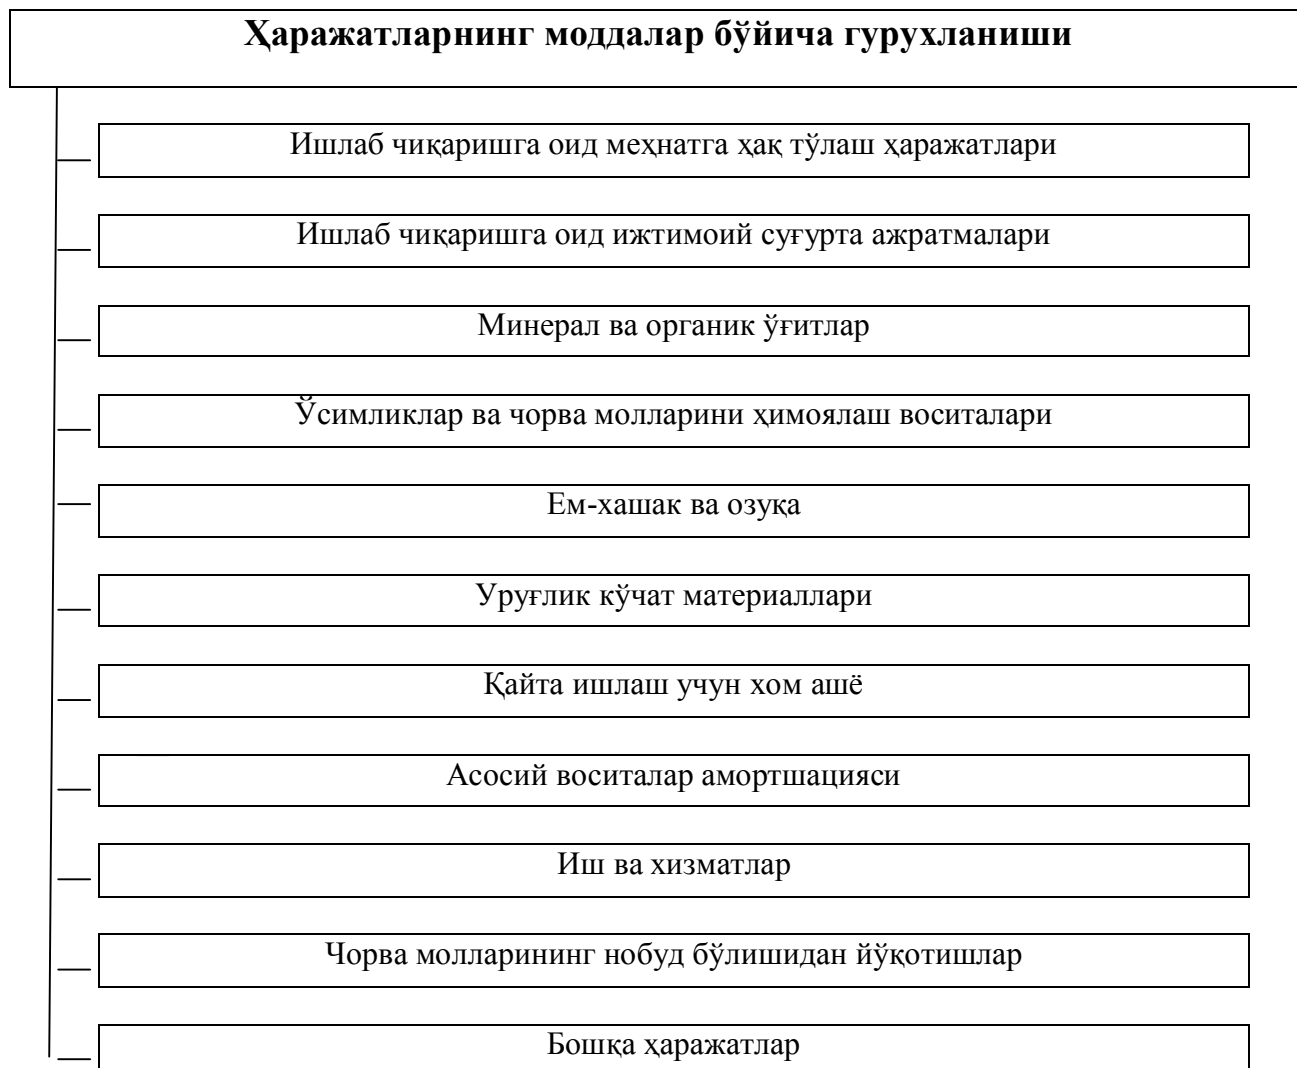 Ҳаражатларнинг моддалар бўйича гурухланиши
Ишлаб чиқаришга оид меҳнатга ҳақ тўлаш ҳаражатлари
Ишлаб чиқаришга оид ижтимоий суғурта ажратмалари
Минерал ва органик ўғитлар
Ўсимликлар ва чорва молларини ҳимоялаш воситалари
Ем-хашак ва озуқа
Уруғлик кўчат материаллари
Қайта ишлаш учун хом ашё
Асосий воситалар амортшацияси
Иш ва хизматлар
Чорва молларининг нобуд бўлишидан йўқотишлар
Бошқа ҳаражатлар